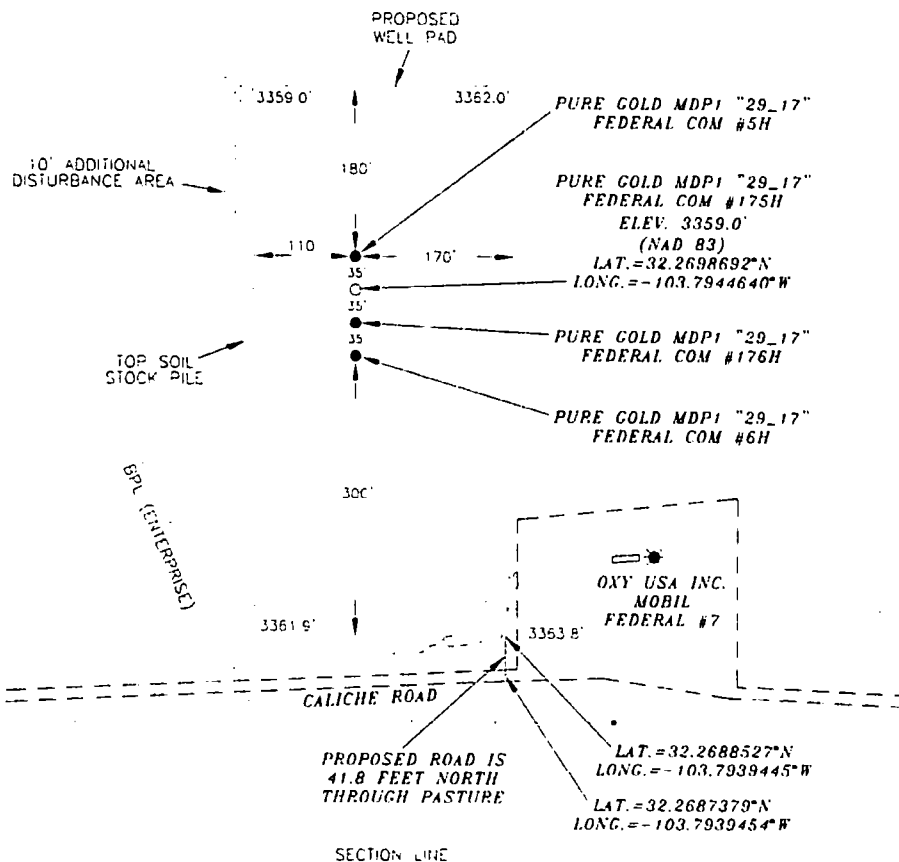 PROPOSED
WELL PAD
3359.0'
3362.0'
PURE GOLD MDP1 "29_17"
FEDERAL COM #5H
10' ADDITIONAL
DISTURBANCE AREA
180'
PURE GOLD MDP1 "29_17"
FEDERAL COM #175H
ELEV. 3359.0'
(NAD 83)
LAT.=32.2698692°N
LONG.=-103.7944640°W
110
170'
35'
35'
35
PURE GOLD MDP1 "29_17"
FEDERAL COM #176H
TOP SOIL
STOCK PILE
PURE GOLD MDP1 "29_17"
FEDERAL COM #6H
BPL (ENTERPRISE)
300'
OXY USA INC.
MOBIL
FEDERAL #7
3361.9'
3363.8'
CALICHE ROAD
PROPOSED ROAD IS
41.8 FEET NORTH
THROUGH PASTURE
LAT.=32.2688527°N
LONG.=-103.7939445°W
LAT.=32.2687379°N
LONG.=-103.7939454°W
SECTION LINE